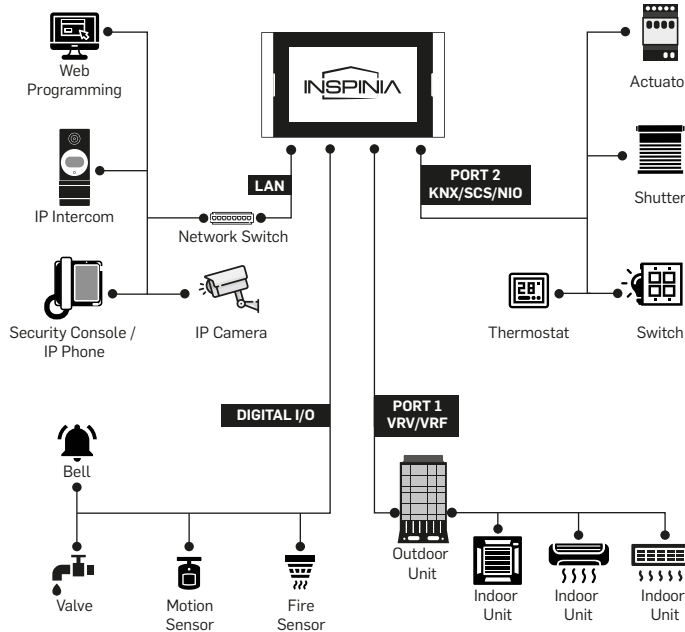 Web
Programming
INSPINIA
Actuato
LAN
PORT 2
KNX/SCS/NIO
IP Intercom
Network Switch
Shutter
28°
Security Console /
IP Phone
IP Camera
Thermostat
Switch
DIGITAL I/O
PORT 1
VRV/VRF
Bell
Outdoor
Unit
Valve
Motion
Sensor
Fire
Sensor
Indoor
Unit
Indoor
Unit
Indoor
Unit